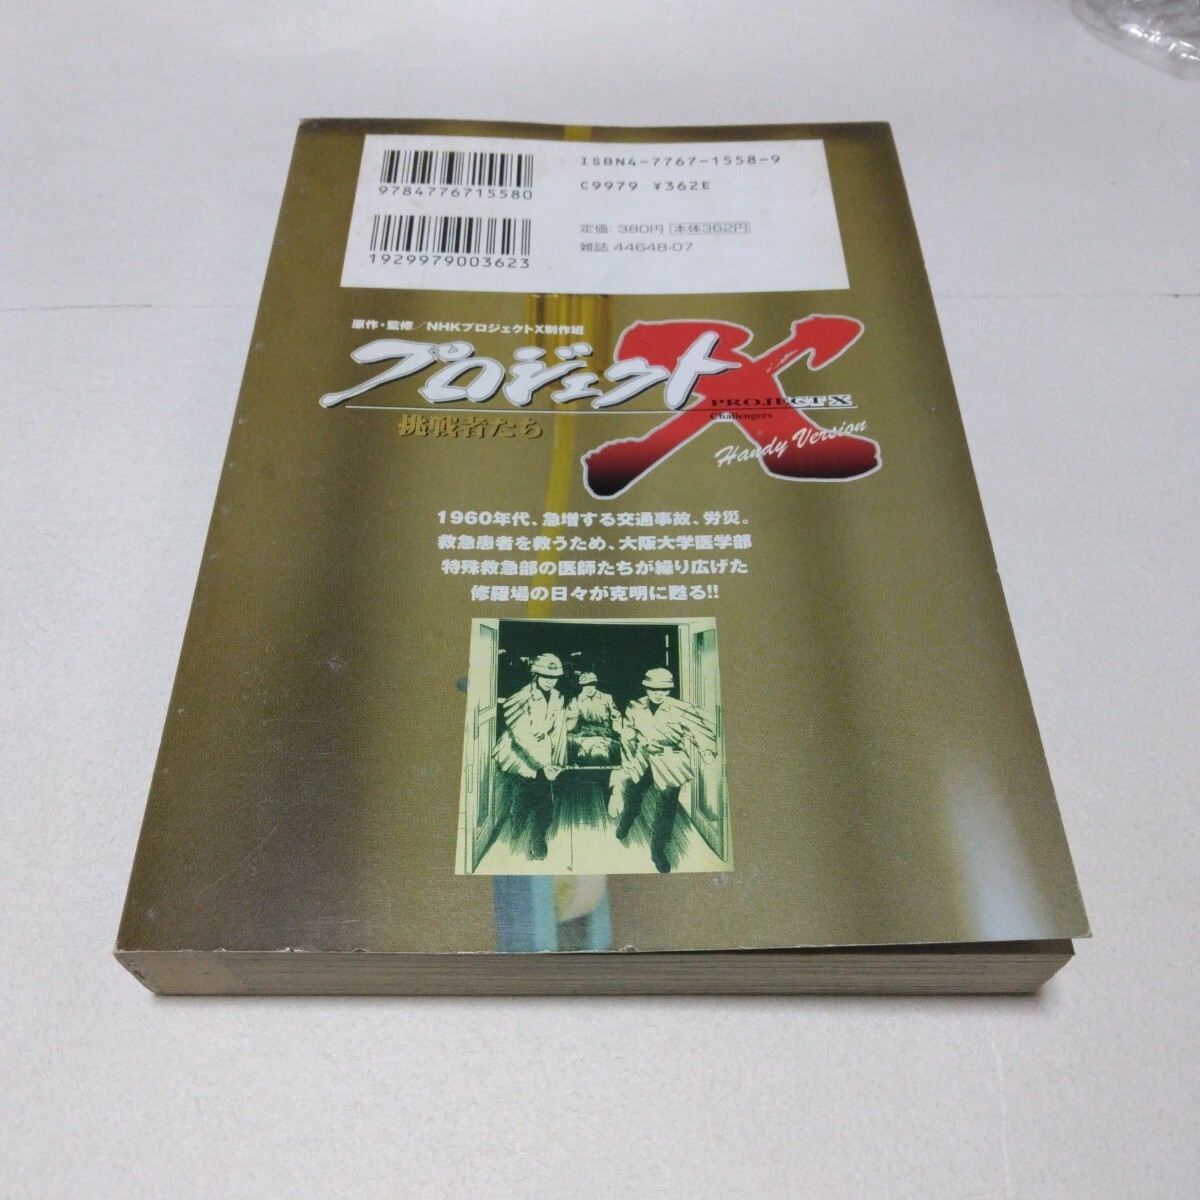 ISBN4-7767-1558-9
C9979 ¥362E
9784776715580
定価:380円 本体362円
雑誌 44648-07
1929979003623
原作・監修/NHKプロジェクトX制作班
プロジェクトX
PROJECT X
Challengers
挑戦者たち
Handy Version
1960年代、急増する交通事故、労災。
救急患者を救うため、大阪大学医学部
特殊救急部の医師たちが繰り広げた
修羅場の日々が克明に甦る!!